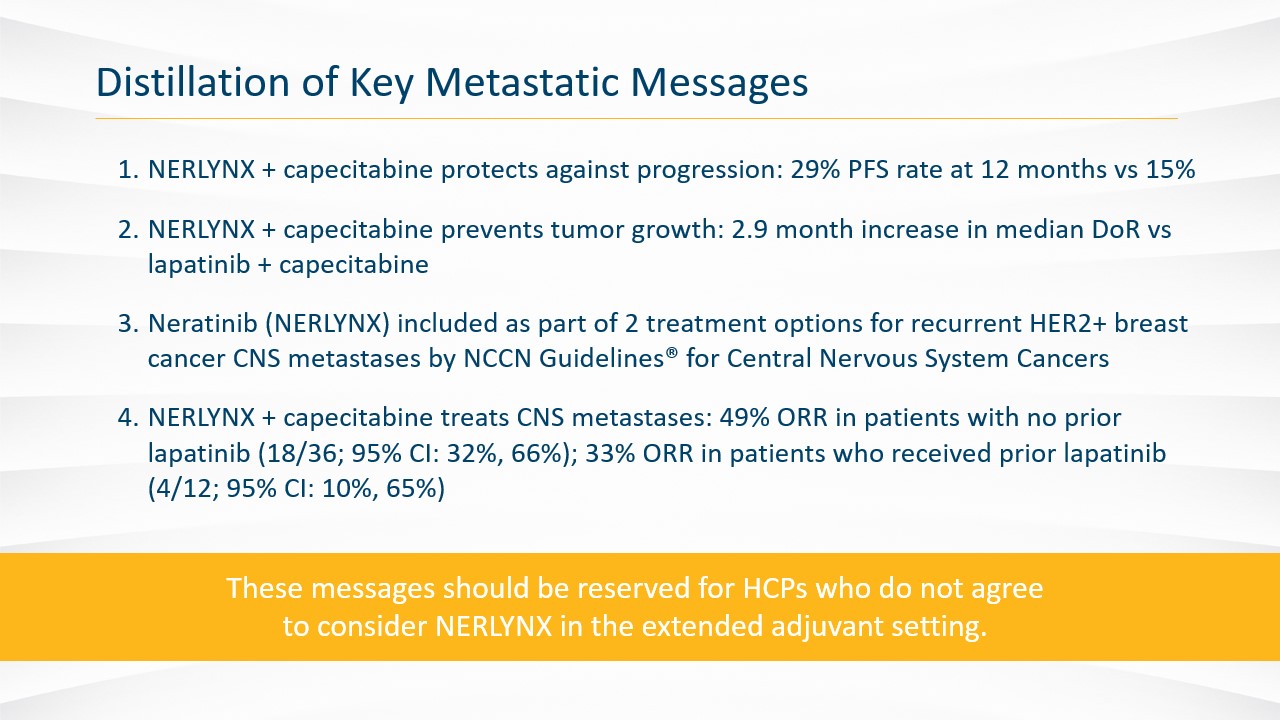 Distillation of Key Metastatic Messages
1. NERLYNX + capecitabine protects against progression: 29% PFS rate at 12 months vs 15%
2. NERLYNX + capecitabine prevents tumor growth: 2.9 month increase in median DoR vs
lapatinib + capecitabine
3. Neratinib (NERLYNX) included as part of 2 treatment options for recurrent HER2+ breast
cancer CNS metastases by NCCN Guidelines® for Central Nervous System Cancers
4. NERLYNX + capecitabine treats CNS metastases: 49% ORR in patients with no prior
lapatinib (18/36; 95% CI: 32%, 66%); 33% ORR in patients who received prior lapatinib
(4/12; 95% CI: 10%, 65%)
These messages should be reserved for HCPs who do not agree
to consider NERLYNX in the extended adjuvant setting.